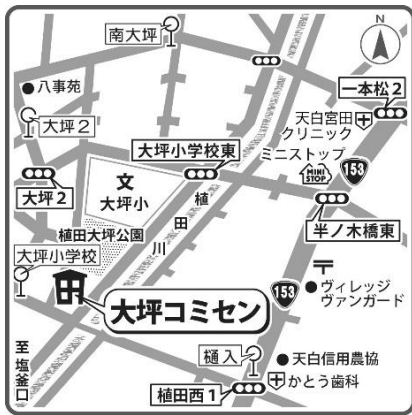 南大坪
N
八事苑
大坪2
一本松2
天白宮田
クリニック
大坪小学校東
ミニストップ
MINI
STOP
153
大坪2
文
大坪小
植田川
半ノ木橋東
植田大坪公園
大坪小学校
〒
153
ヴィレッジ
ヴァンガード
大坪コミセン
至塩釜口
樋入
天白信用農協
かとう歯科
植田西1